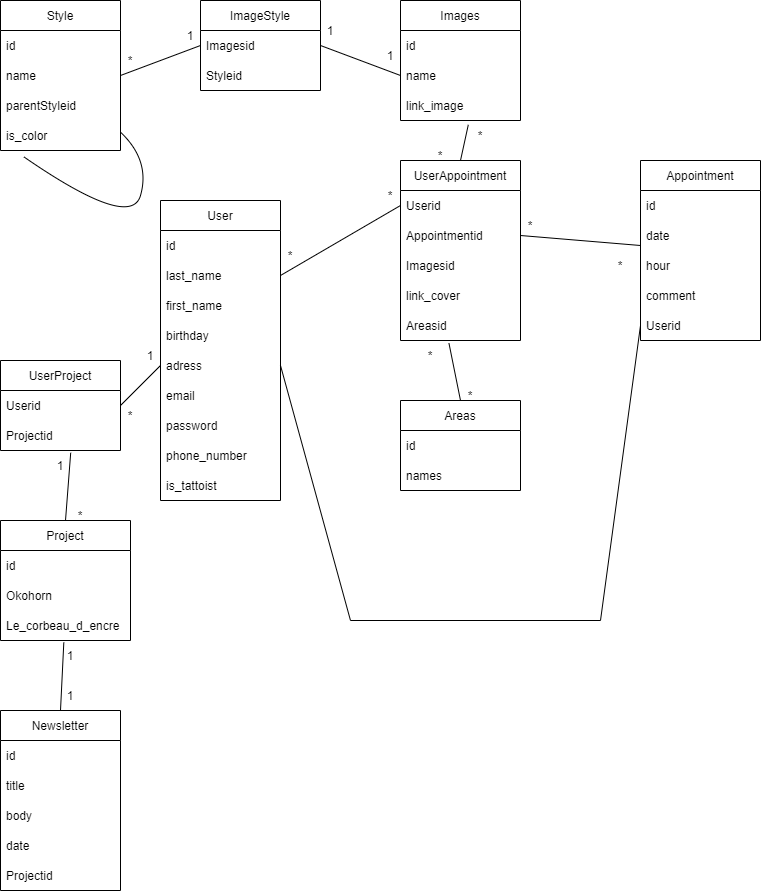 Style
id
name
parentStyleid
is_color
*
1
ImageStyle
Imagesid
Styleid
1
1
Images
id
name
link_image
*
*
UserAppointment
Userid
Appointmentid
Imagesid
link_cover
Areasid
*
*
Appointment
id
date
hour
comment
Userid
*
*
User
id
last_name
first_name
birthday
adress
email
password
phone_number
is_tattoist
*
*
Areas
id
names
1
*
UserProject
Userid
Projectid
1
*
Project
id
Okohorn
Le_corbeau_d_encre
1
1
Newsletter
id
title
body
date
Projectid